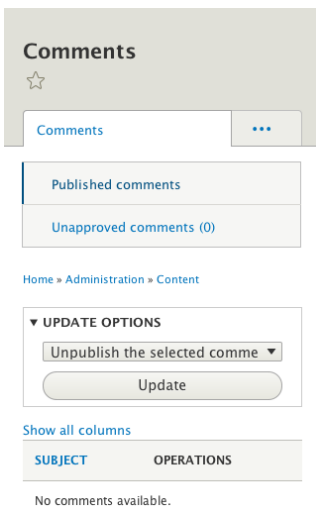 Comments
Comments
•••
Published comments
Unapproved comments (0)
Home » Administration » Content
▼ UPDATE OPTIONS
Unpublish the selected comme ▼
Update
Show all columns
SUBJECT OPERATIONS
No comments available.